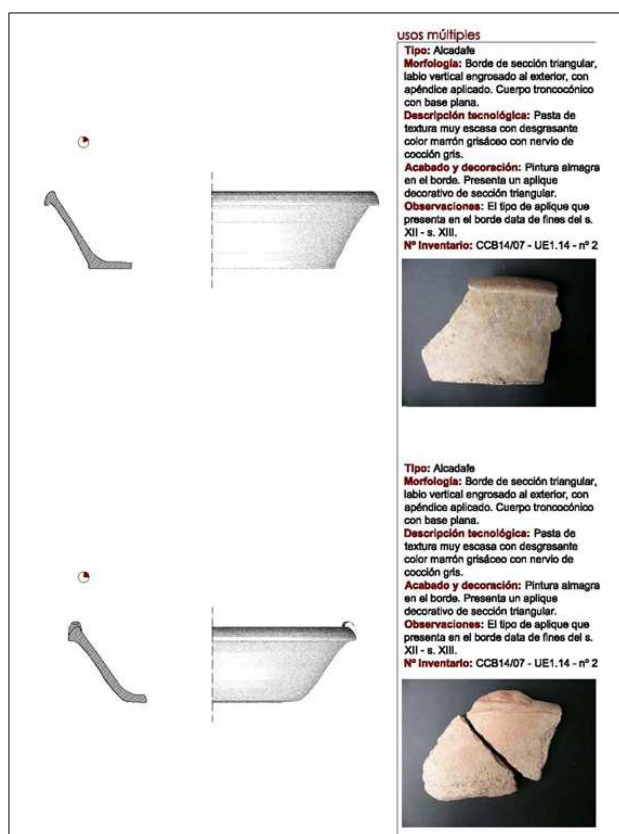 usos múltiples
Tipo: Alcadafe
Morfología: Borde de sección triangular,
labio vertical engrosado al exterior, con
apéndice aplicado. Cuerpo troncocónico
con base plana.
Descripción tecnológica: Pasta de
textura muy escasa con desgrasante
color marrón grisáceo con nervio de
cocción gris.
Acabado y decoración: Pintura almagra
en el borde. Presenta un aplique
decorativo de sección triangular.
Observaciones: El tipo de aplique que
presenta en el borde data de fines del s.
XII - s. XIII.
Nº Inventario: CCB14/07 - UE1.14 - nº 2
Tipo: Alcadafe
Morfología: Borde de sección triangular,
labio vertical engrosado al exterior, con
apéndice aplicado. Cuerpo troncocónico
con base plana.
Descripción tecnológica: Pasta de
textura muy escasa con desgrasante
color marrón grisáceo con nervio de
cocción gris.
Acabado y decoración: Pintura almagra
en el borde. Presenta un aplique
decorativo de sección triangular.
Observaciones: El tipo de aplique que
presenta en el borde data de fines del s.
XII - s. XIII.
Nº Inventario: CCB14/07 - UE1.14 - nº 2